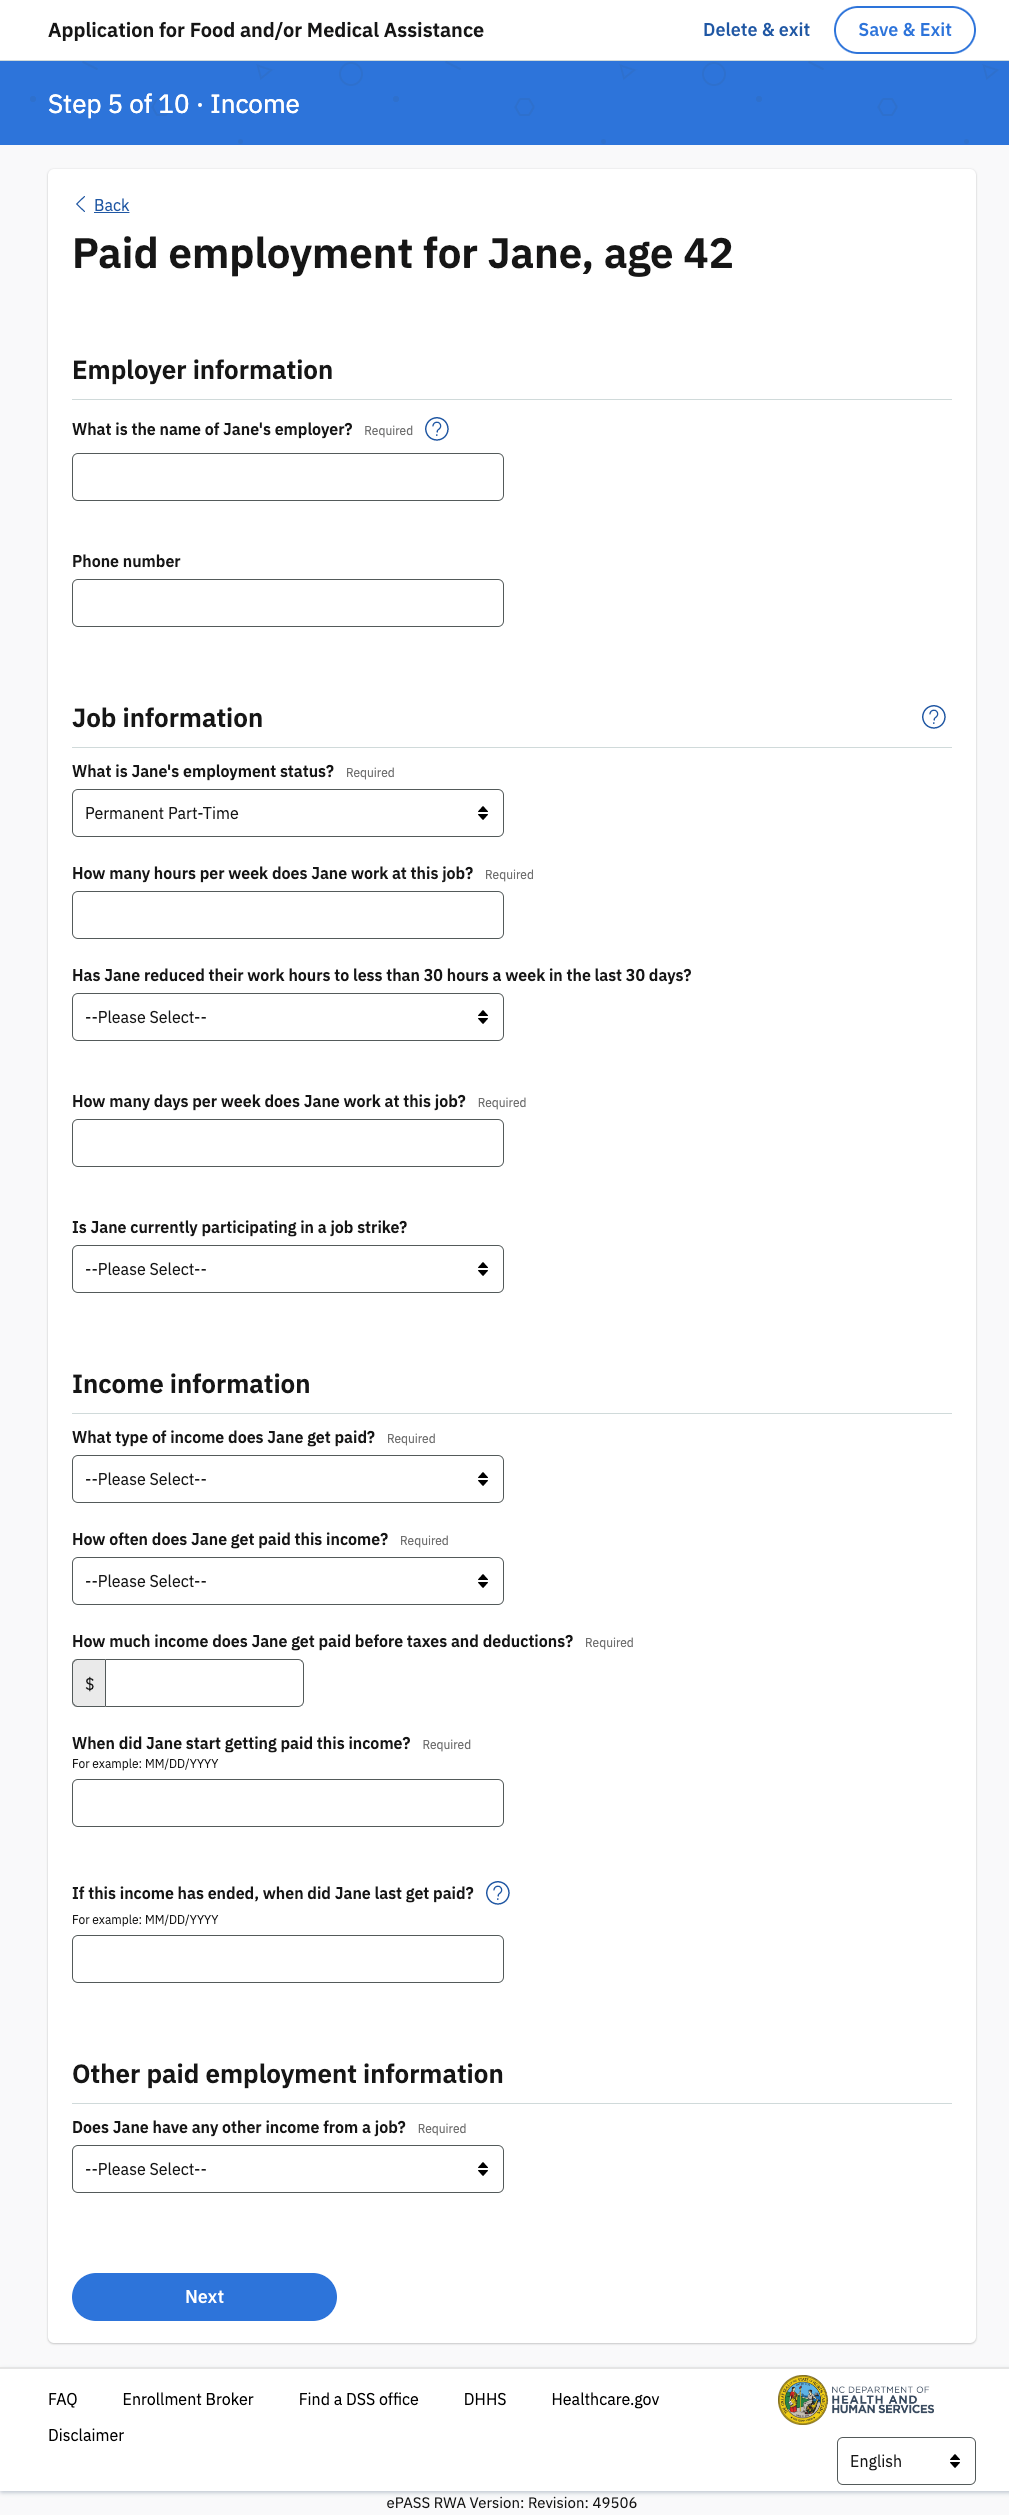 Application for Food and/or Medical Assistance
Delete & exit
Save & Exit
Step 5 of 10 · Income
Back
Paid employment for Jane, age 42
Employer information
What is the name of Jane's employer? Required ?
Phone number
Job information ?
What is Jane's employment status? Required
Permanent Part-Time
How many hours per week does Jane work at this job? Required
Has Jane reduced their work hours to less than 30 hours a week in the last 30 days?
--Please Select--
How many days per week does Jane work at this job? Required
Is Jane currently participating in a job strike?
--Please Select--
Income information
What type of income does Jane get paid? Required
--Please Select--
How often does Jane get paid this income? Required
--Please Select--
How much income does Jane get paid before taxes and deductions? Required
$
When did Jane start getting paid this income? Required
For example: MM/DD/YYYY
If this income has ended, when did Jane last get paid? ?
For example: MM/DD/YYYY
Other paid employment information
Does Jane have any other income from a job? Required
--Please Select--
Next
FAQ Enrollment Broker Find a DSS office DHHS Healthcare.gov
Disclaimer
NC DEPARTMENT OF
HEALTH AND
HUMAN SERVICES
English
ePASS RWA Version: Revision: 49506